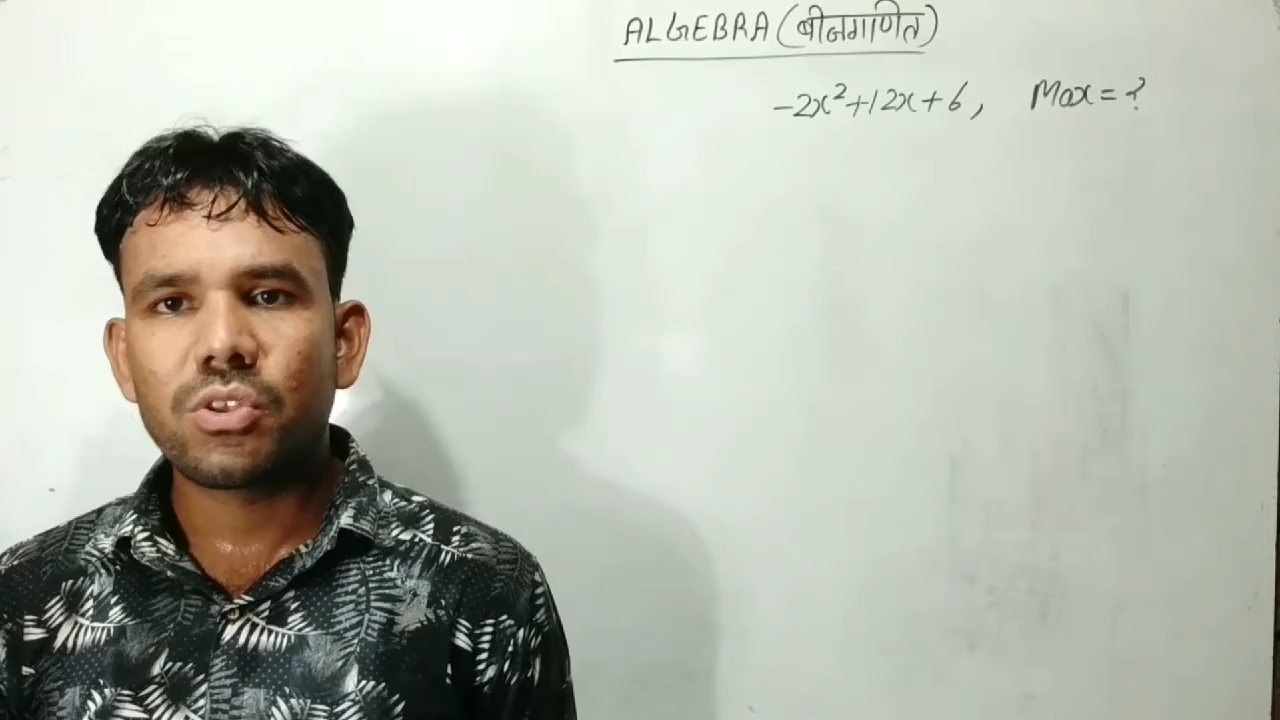 ALGEBRA (बीजगणित)
-2x²+12x+6, Max = ?